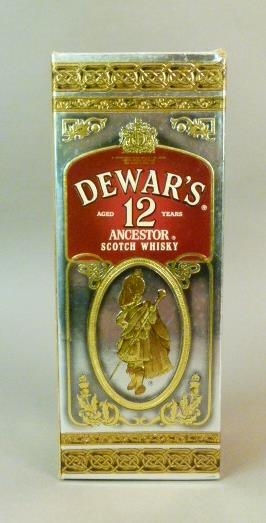 DEWAR'S®
AGED 12 YEARS
ANCESTOR®
SCOTCH WHISKY
®